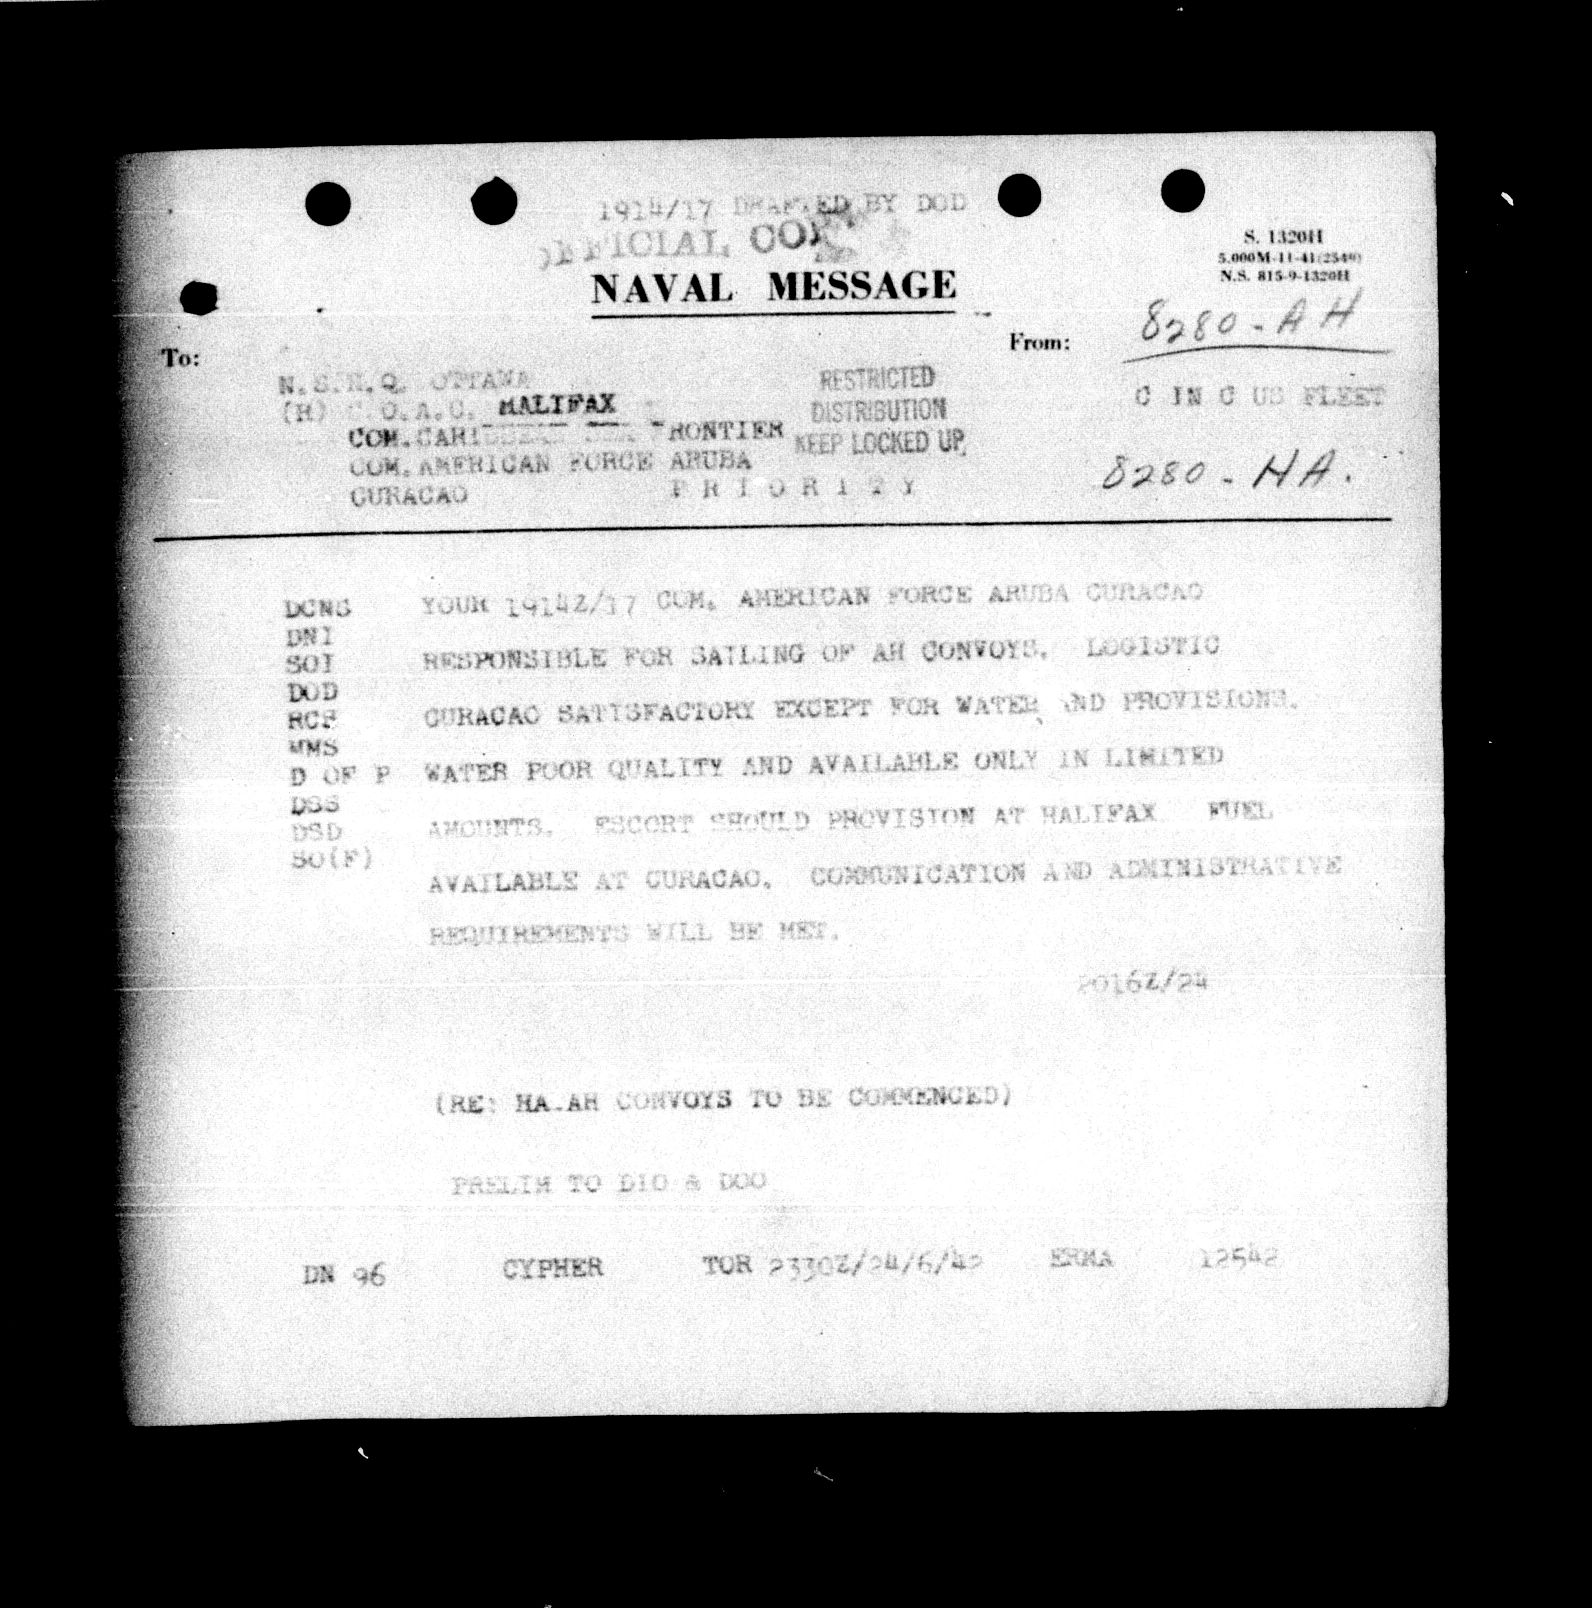 1914/17 DRAFTED BY DOD
OFFICIAL COPY
S. 1320H
5,000M-11-41(2549)
N.S. 815-9-1320H
NAVAL MESSAGE
To:
From:
8280-AH
N.S.H.Q. OTTAWA
RESTRICTED
C IN C US FLEET
(R) C.O.A.C. HALIFAX
DISTRIBUTION
COM.CARIBBEAN SEA FRONTIER
KEEP LOCKED UP.
COM.AMERICAN FORCE ARUBA
8280-HA.
CURACAO
P R I O R I T Y
DCNS YOUR 1914Z/17 COM. AMERICAN FORCE ARUBA CURACAO
DNI
SOI RESPONSIBLE FOR SAILING OF AH CONVOYS. LOGISTIC
DOD
RCS CURACAO SATISFACTORY EXCEPT FOR WATER AND PROVISIONS.
MMS
D OF P WATER POOR QUALITY AND AVAILABLE ONLY IN LIMITED
DSS
DSD AMOUNTS. ESCORT SHOULD PROVISION AT HALIFAX FUEL
SO(F)
AVAILABLE AT CURACAO. COMMUNICATION AND ADMINISTRATIVE
REQUIREMENTS WILL BE MET.
2016Z/24
(RE: HA-AH CONVOYS TO BE COMMENCED)
PRELIM TO DIO & DOO
DN 96 CYPHER TOR 2330Z/24/6/42 ERMA 12542